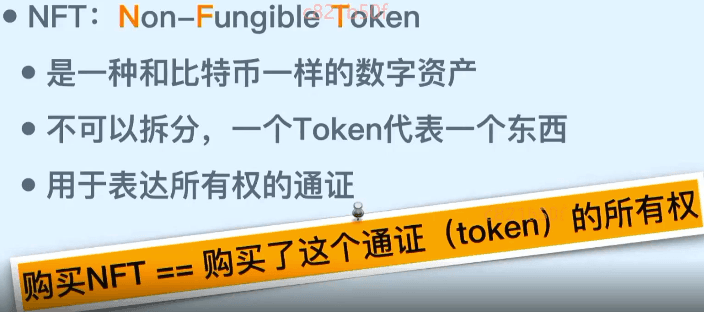 NFT：Non-Fungible Token
是一种和比特币一样的数字资产
不可以拆分，一个Token代表一个东西
用于表达所有权的通证
购买NFT == 购买了这个通证（token）的所有权